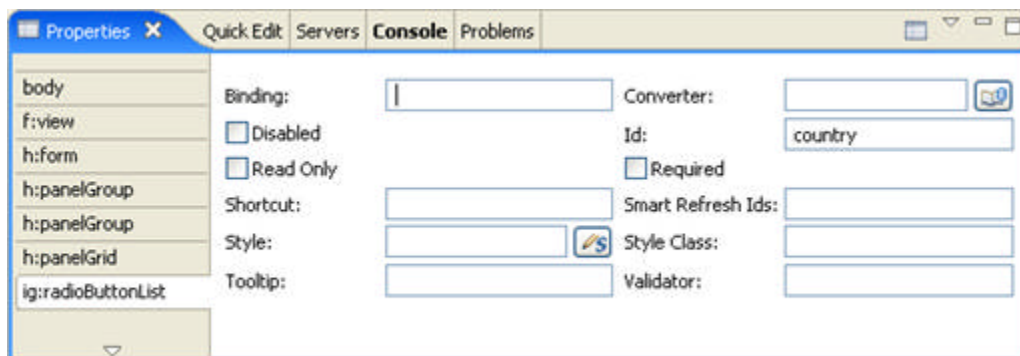 Properties Quick Edit Servers Console Problems
body
f:view
h:form
h:panelGroup
h:panelGroup
h:panelGrid
ig:radioButtonList
Binding: Converter:
Disabled Id: country
Read Only Required
Shortcut: Smart Refresh Ids:
Style: S Style Class:
Tooltip: Validator: